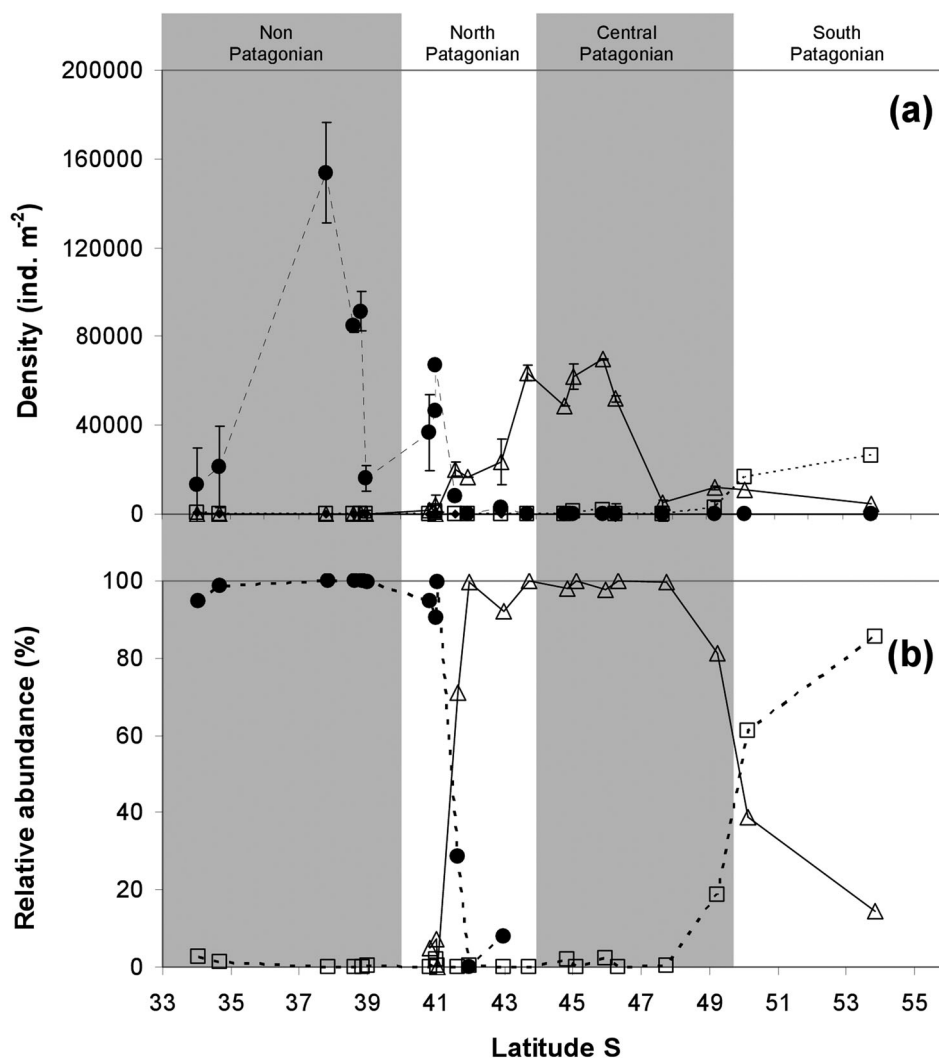 Non
Patagonian
North
Patagonian
Central
Patagonian
South
Patagonian
(a)
Density (ind. m⁻²)
200000
160000
120000
80000
40000
0
(b)
Relative abundance (%)
100
80
60
40
20
0
33 35 37 39 41 43 45 47 49 51 53 55
Latitude S